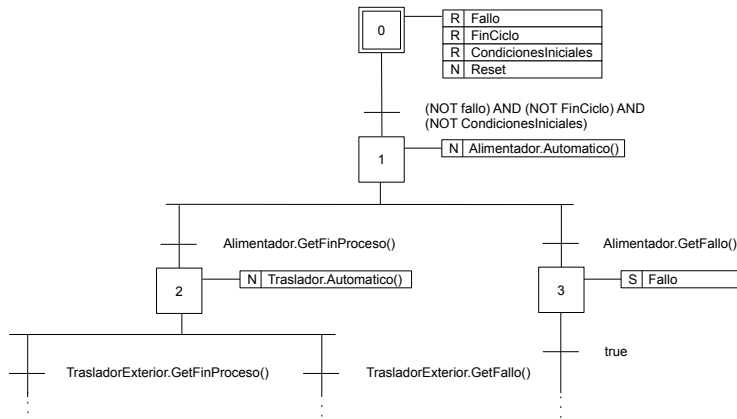 0
R Fallo
R FinCiclo
R CondicionesIniciales
N Reset
(NOT fallo) AND (NOT FinCiclo) AND
(NOT CondicionesIniciales)
1
N Alimentador.Automatico()
Alimentador.GetFinProceso()
Alimentador.GetFallo()
2
N Traslador.Automatico()
3
S Fallo
true
TrasladorExterior.GetFinProceso()
TrasladorExterior.GetFallo()